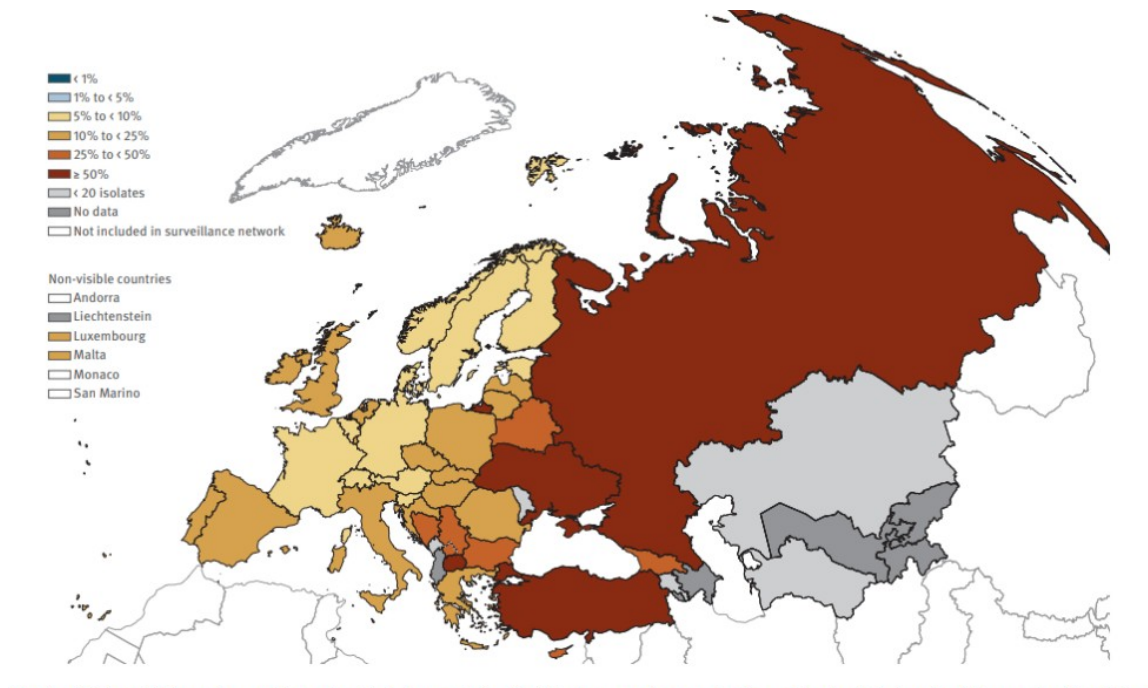 < 1%
1% to < 5%
5% to < 10%
10% to < 25%
25% to < 50%
≥ 50%
< 20 isolates
No data
Not included in surveillance network
Non-visible countries
Andorra
Liechtenstein
Luxembourg
Malta
Monaco
San Marino